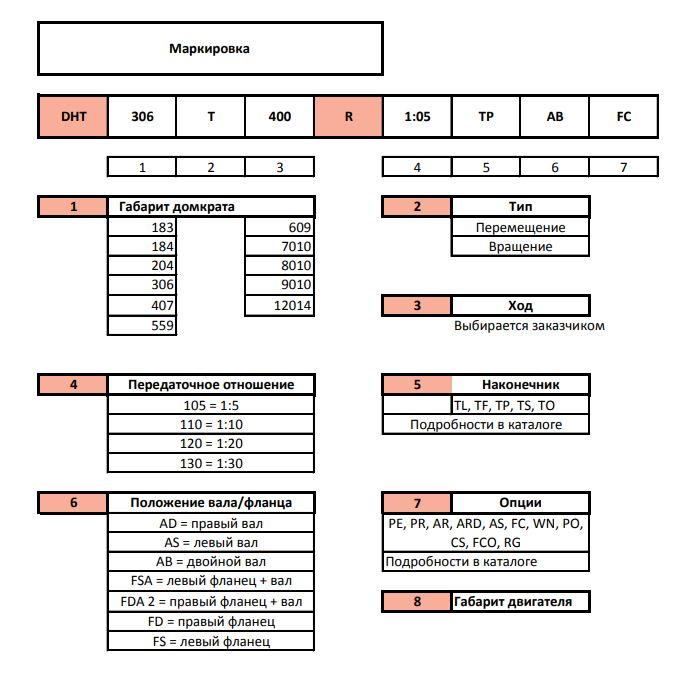 Маркировка
DHT 306 T 400 R 1:05 TP AB FC
1 2 3 4 5 6 7
1 Габарит домкрата
183 609
184 7010
204 8010
306 9010
407 12014
559
2 Тип
Перемещение
Вращение
3 Ход
Выбирается заказчиком
4 Передаточное отношение
105 = 1:5
110 = 1:10
120 = 1:20
130 = 1:30
5 Наконечник
TL, TF, TP, TS, TO
Подробности в каталоге
6 Положение вала/фланца
AD = правый вал
AS = левый вал
AB = двойной вал
FSA = левый фланец + вал
FDA 2 = правый фланец + вал
FD = правый фланец
FS = левый фланец
7 Опции
PE, PR, AR, ARD, AS, FC, WN, PO,
CS, FCO, RG
Подробности в каталоге
8 Габарит двигателя